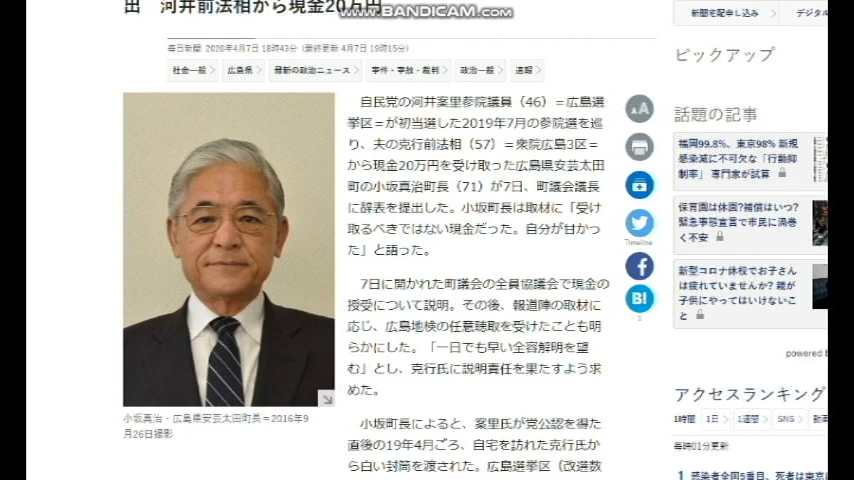 出 河井前法相から現金20万円
WWW.BANDICAM.COM
毎日新聞 2020年4月7日 18時43分 (最終更新 4月7日 19時15分)
社会一般
広島県
最新の政治ニュース
事件・事故・裁判
政治一般
速報
自民党の河井案里参院議員(46)=広島選
挙区=が初当選した2019年7月の参院選を巡
り、夫の克行前法相(57)=衆院広島3区=
から現金20万円を受け取った広島県安芸太田
町の小坂真治町長(71)が7日、町議会議長
に辞表を提出した。小坂町長は取材に「受け
取るべきではない現金だった。自分が甘かっ
た」と語った。
7日に開かれた町議会の全員協議会で現金の
授受について説明。その後、報道陣の取材に
応じ、広島地検の任意聴取を受けたことも明
らかにした。「一日でも早い全容解明を望
む」とし、克行氏に説明責任を果たすよう求
めた。
小坂町長によると、案里氏が党公認を得た
直後の19年4月ごろ、自宅を訪れた克行氏か
ら白い封筒を渡された。広島選挙区(改選数
小坂真治・広島県安芸太田町長=2016年9
月26日撮影
AA
Timeline
B!
1
新聞宅配申し込み
デジタル
ピックアップ
話題の記事
福岡99.8%、東京98% 新規
感染減に不可欠な「行動抑
制率」 専門家が試算
保育園は休園?補償はいつ?
緊急事態宣言で市民に渦巻
く不安
新型コロナ休校でお子さん
は疲れていませんか? 親が
子供にやってはいけないこ
と
powered
アクセスランキング
1時間
1日
1週間
SNS
動画
毎時01分更新
1 感染者全国5番目、死者は東京に